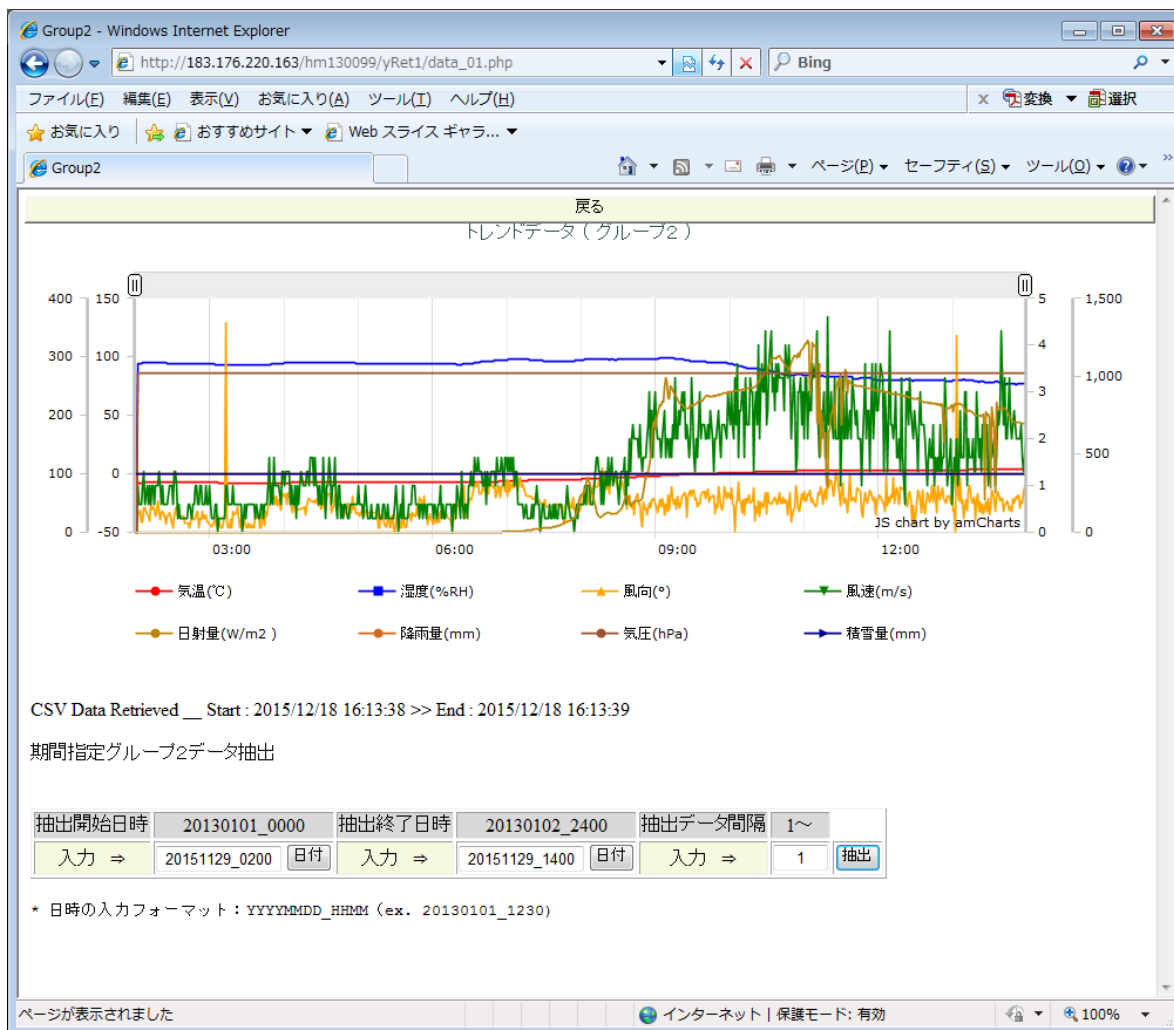 Group2 - Windows Internet Explorer
http://183.176.220.163/hm130099/yRet1/data_01.php
Bing
ファイル(F) 編集(E) 表示(V) お気に入り(A) ツール(T) ヘルプ(H)
x 変換 選択
お気に入り おすすめサイト Web スライス ギャラ...
Group2
ページ(P) セーフティ(S) ツール(O)
戻る
トレンドデータ ( グループ2 )
400 150 5 1,500
300 100 4 1,000
200 50 3
100 0 2 500
0 -50 1 0
0
JS chart by amCharts
03:00 06:00 09:00 12:00
気温(℃) 湿度(%RH) 風向(°) 風速(m/s)
日射量(W/m2 ) 降雨量(mm) 気圧(hPa) 積雪量(mm)
CSV Data Retrieved __ Start : 2015/12/18 16:13:38 >> End : 2015/12/18 16:13:39
期間指定グループ2データ抽出
抽出開始日時 20130101_0000 抽出終了日時 20130102_2400 抽出データ間隔 1～
入力 ⇒ 20151129_0200 日付 入力 ⇒ 20151129_1400 日付 入力 ⇒ 1 抽出
* 日時の入力フォーマット：YYYYMMDD_HHMM (ex. 20130101_1230)
ページが表示されました
インターネット | 保護モード: 有効
100%